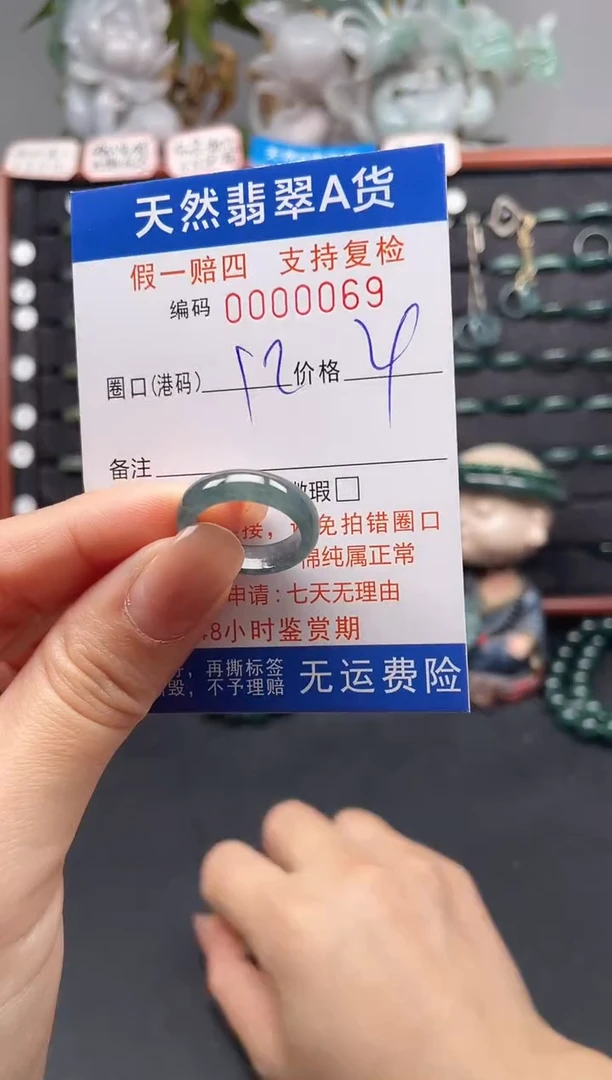 天然翡翠A货
假一赔四 支持复检
编码 0000069
圈口(港码) 12 价格 4
备注
瑕□
接, 免拍错圈口
棉纯属正常
申请:七天无理由
8小时鉴赏期
，再撕标签
毁，不予理赔
无运费险